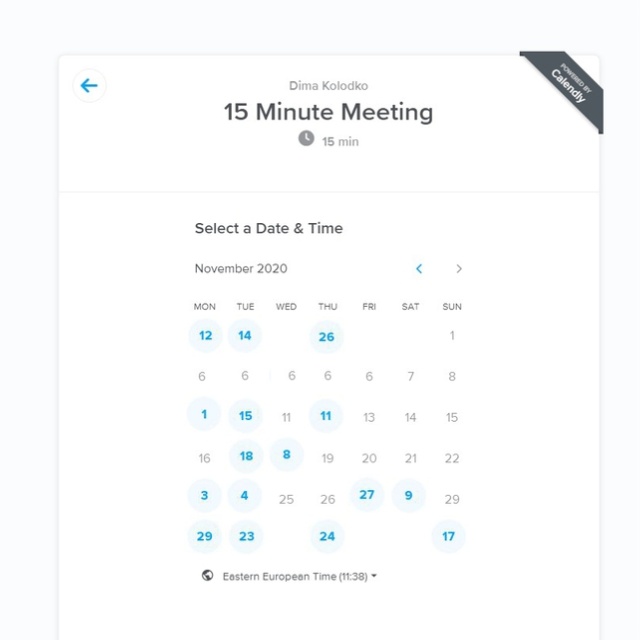 POWERED BY
Calendly
Dima Kolodko
15 Minute Meeting
15 min
Select a Date & Time
November 2020
MON TUE WED THU FRI SAT SUN
12 14 26 1
6 6 6 6 6 7 8
1 15 11 11 13 14 15
16 18 8 19 20 21 22
3 4 25 26 27 9 29
29 23 24 17
Eastern European Time (11:38)